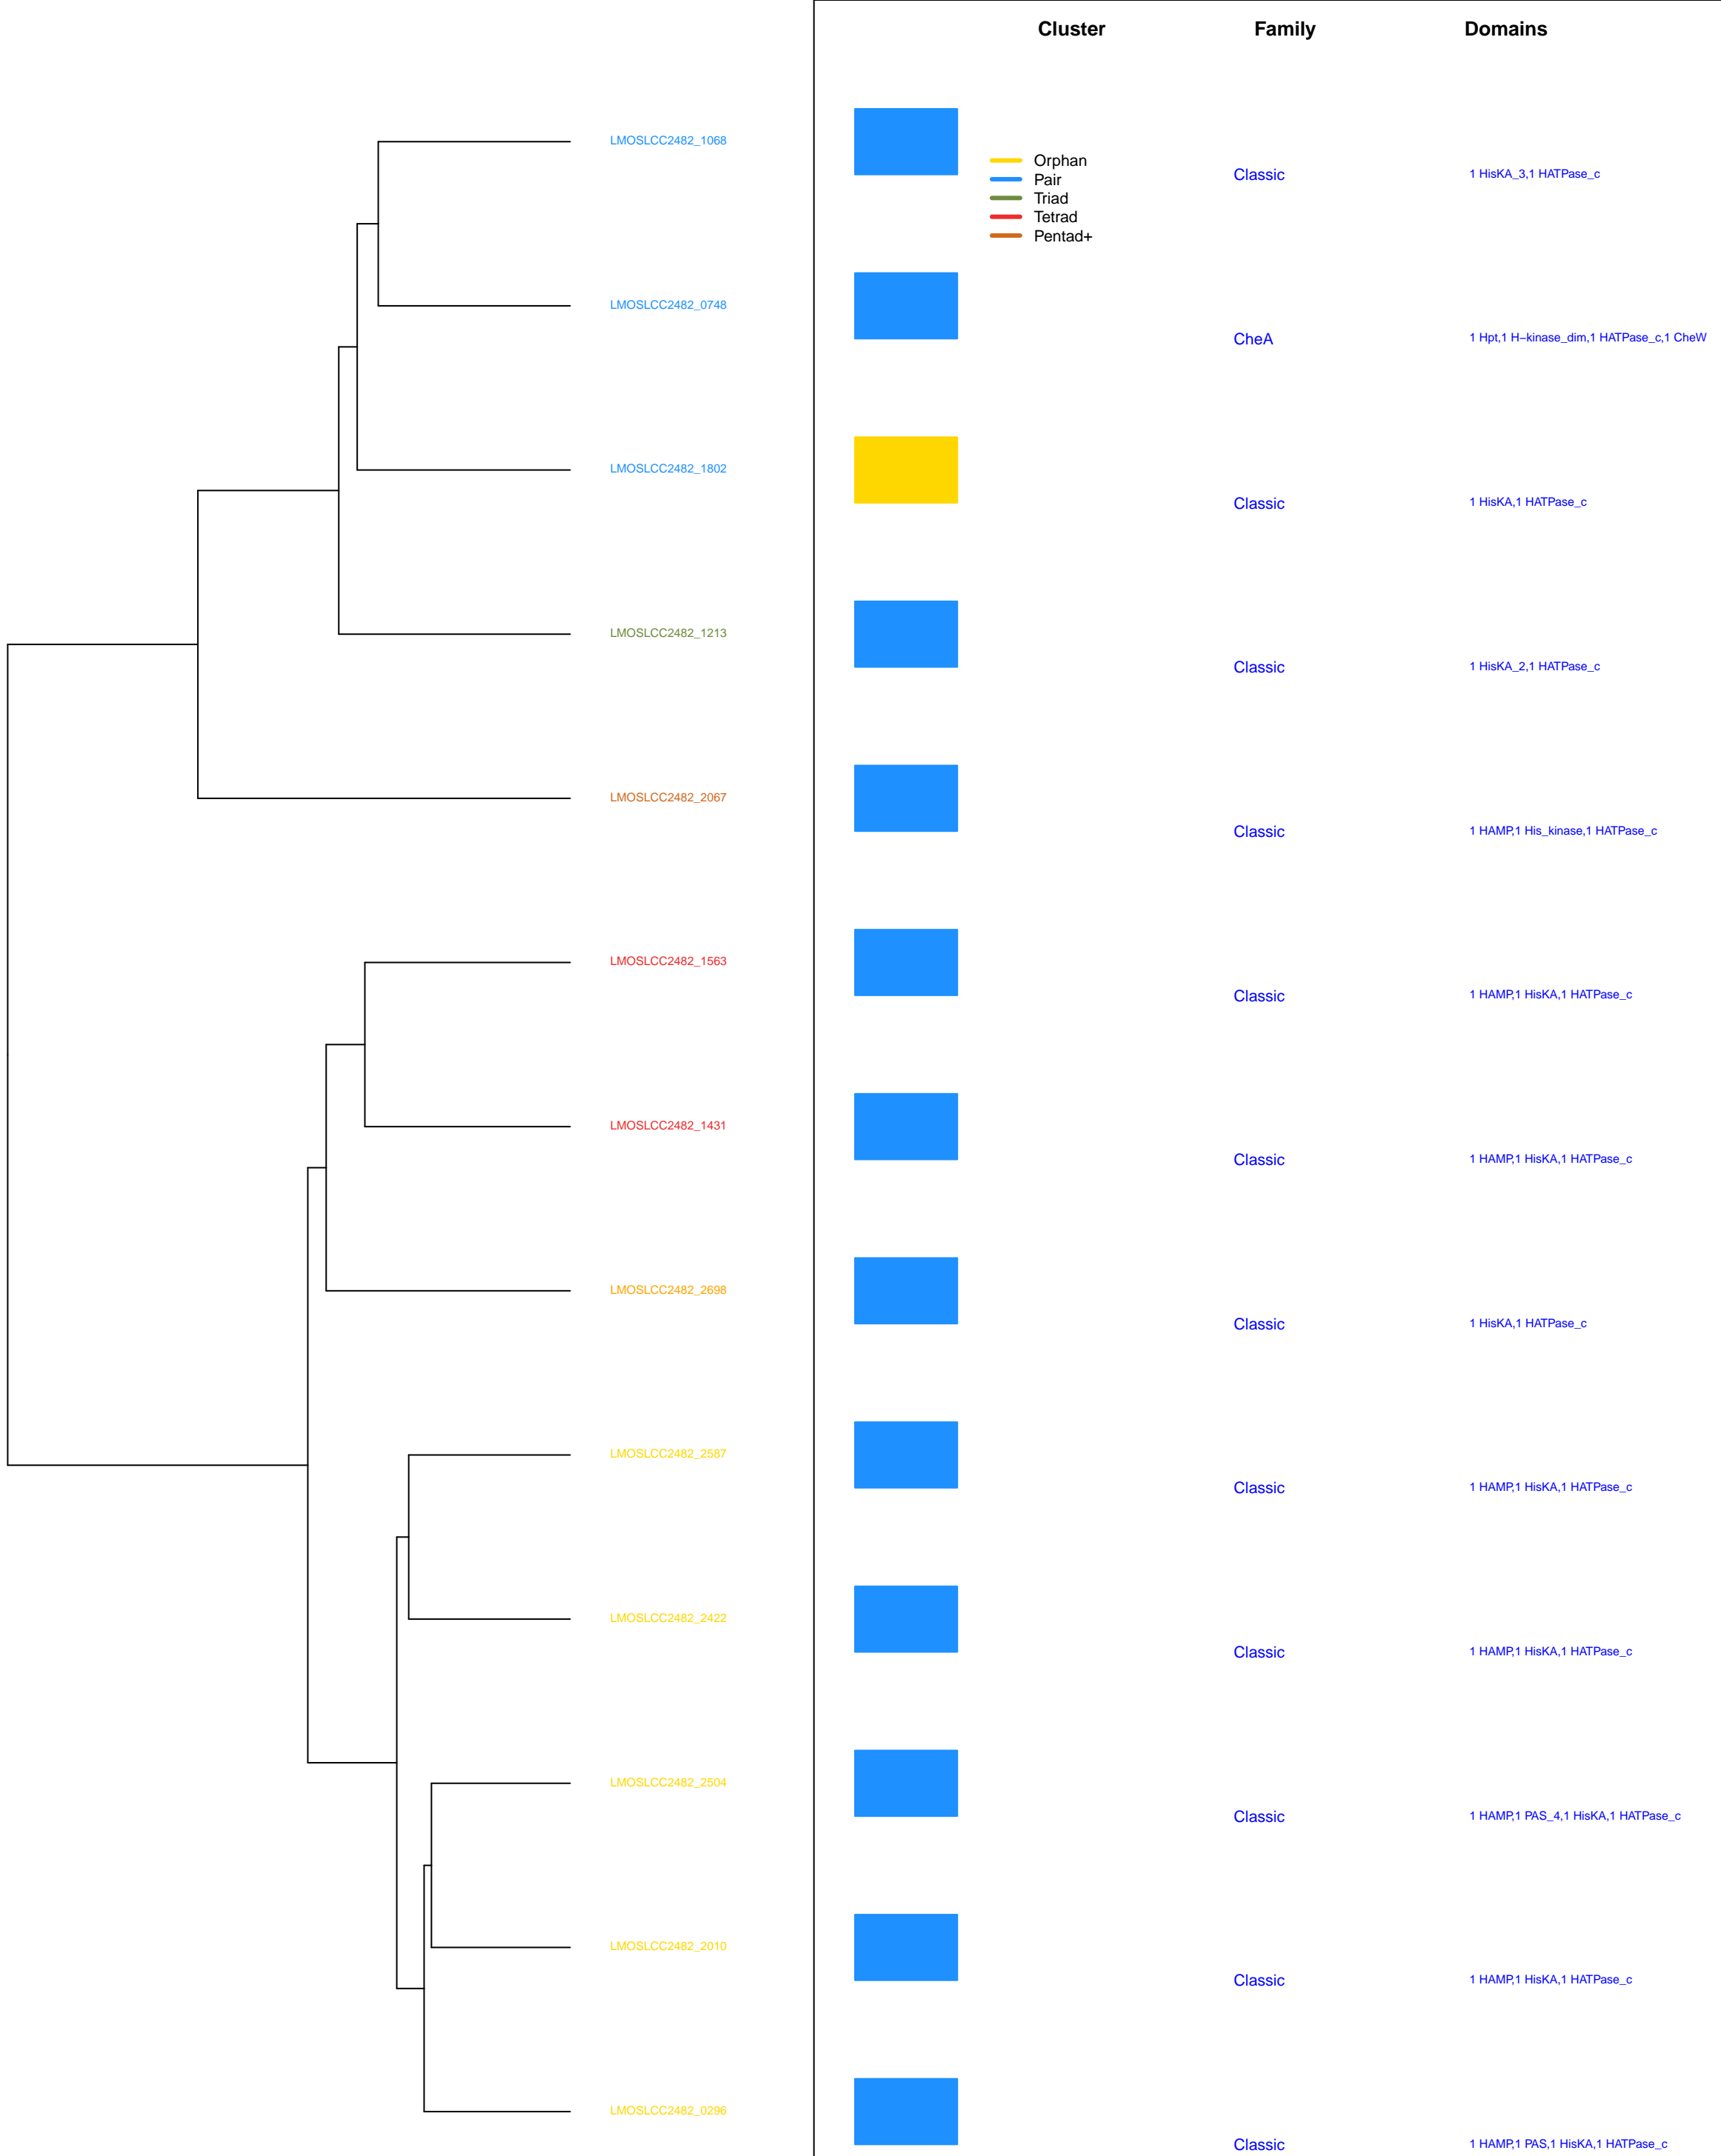 Cluster Family Domains
LMOSLCC2482_1068
Orphan
Pair
Triad
Tetrad
Pentad+
Classic 1 HisKA_3,1 HATPase_c
LMOSLCC2482_0748
CheA 1 Hpt,1 H−kinase_dim,1 HATPase_c,1 CheW
LMOSLCC2482_1802
Classic 1 HisKA,1 HATPase_c
LMOSLCC2482_1213
Classic 1 HisKA_2,1 HATPase_c
LMOSLCC2482_2067
Classic 1 HAMP,1 His_kinase,1 HATPase_c
LMOSLCC2482_1563
Classic 1 HAMP,1 HisKA,1 HATPase_c
LMOSLCC2482_1431
Classic 1 HAMP,1 HisKA,1 HATPase_c
LMOSLCC2482_2698
Classic 1 HisKA,1 HATPase_c
LMOSLCC2482_2587
Classic 1 HAMP,1 HisKA,1 HATPase_c
LMOSLCC2482_2422
Classic 1 HAMP,1 HisKA,1 HATPase_c
LMOSLCC2482_2504
Classic 1 HAMP,1 PAS_4,1 HisKA,1 HATPase_c
LMOSLCC2482_2010
Classic 1 HAMP,1 HisKA,1 HATPase_c
LMOSLCC2482_0296
Classic 1 HAMP,1 PAS,1 HisKA,1 HATPase_c